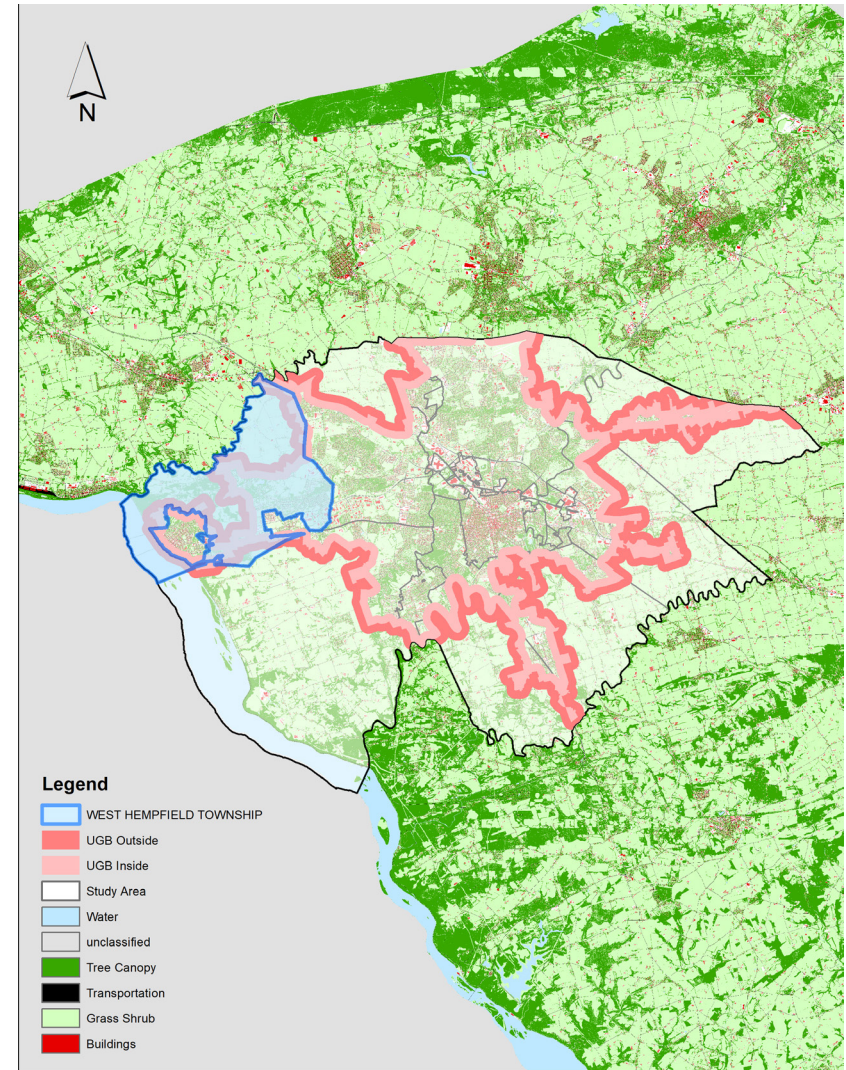 N
Legend
WEST HEMPFIELD TOWNSHIP
UGB Outside
UGB Inside
Study Area
Water
unclassified
Tree Canopy
Transportation
Grass Shrub
Buildings